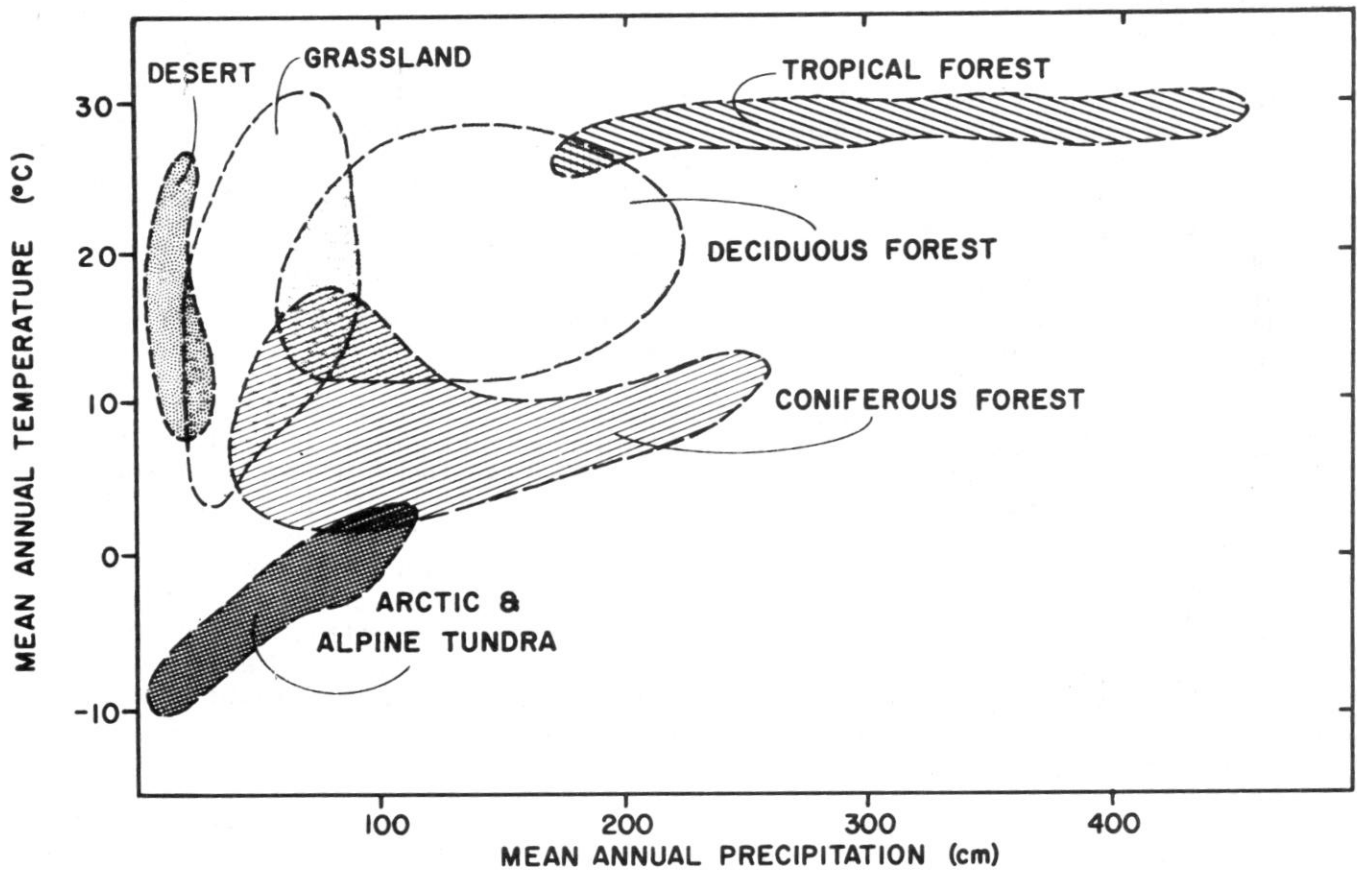 DESERT
GRASSLAND
TROPICAL FOREST
DECIDUOUS FOREST
CONIFEROUS FOREST
ARCTIC &
ALPINE TUNDRA
30
20
10
0
-10
MEAN ANNUAL TEMPERATURE (°C)
100
200
300
400
MEAN ANNUAL PRECIPITATION (cm)